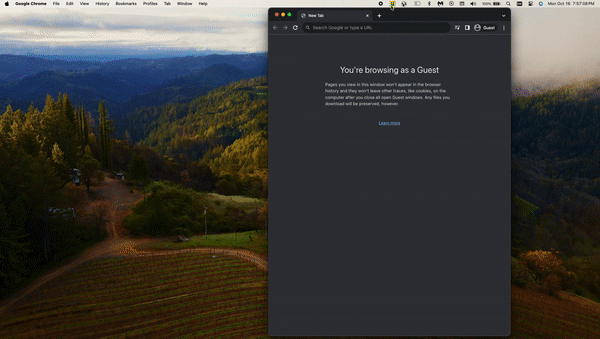 Google Chrome File Edit View History Bookmarks Profiles Tab Window Help
100%
Mon Oct 16 7:57:08 PM
New Tab
Search Google or type a URL
Guest
You're browsing as a Guest
Pages you view in this window won't appear in the browser
history and they won't leave other traces, like cookies, on the
computer after you close all open Guest windows. Any files you
download will be preserved, however.
Learn more